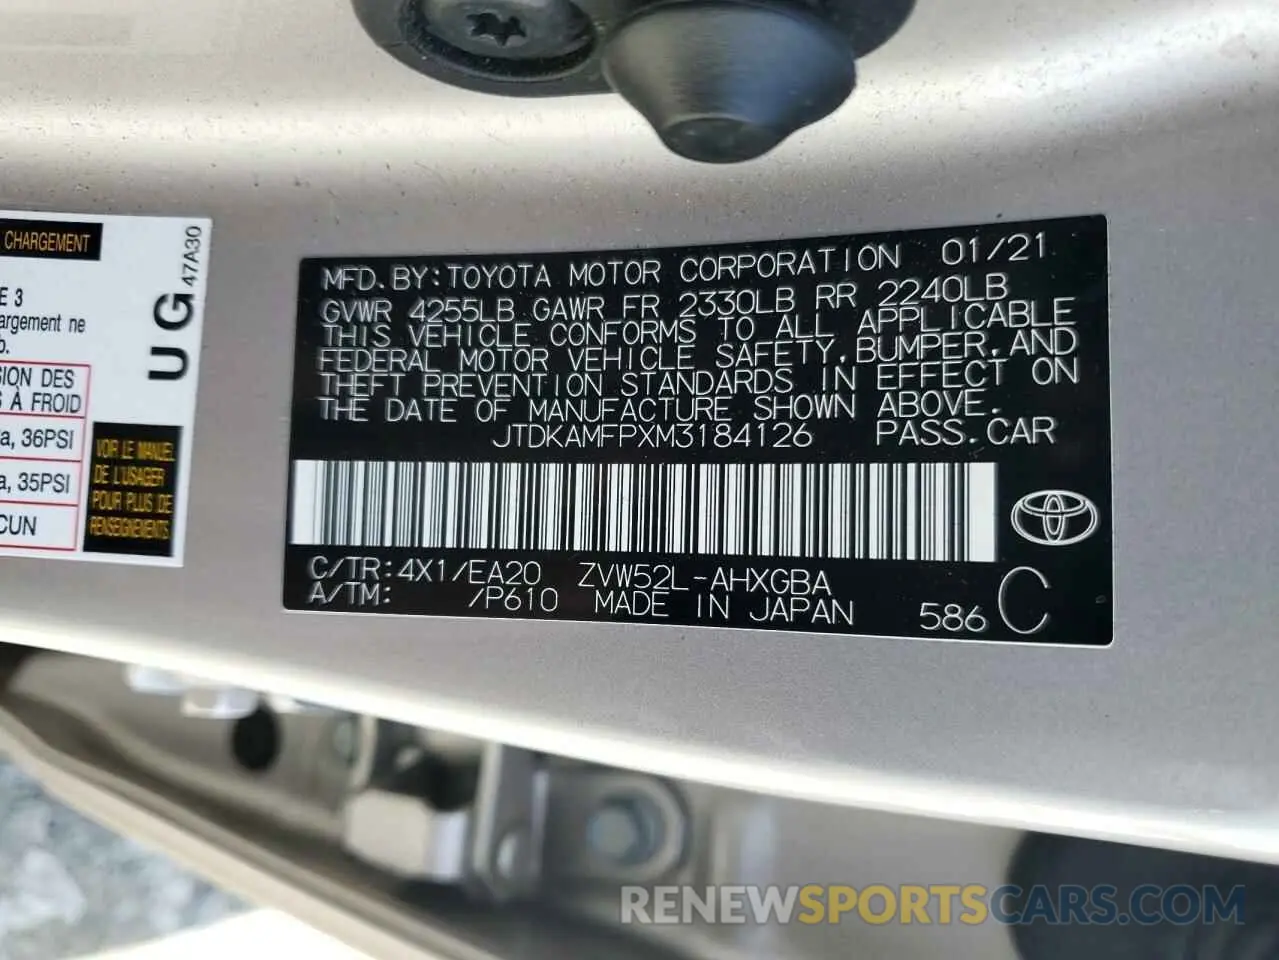 CHARGEMENT
E 3
argement ne
b.
SION DES
S À FROID
a, 36PSI
a, 35PSI
CUN
UG
47A30
VOIR LE MANUEL
DE L'USAGER
POUR PLUS DE
RENSEIGNEMENTS
MFD. BY: TOYOTA MOTOR CORPORATION 01/21
GVWR 4255LB GAWR FR 2330LB RR 2240LB
THIS VEHICLE CONFORMS TO ALL APPLICABLE
FEDERAL MOTOR VEHICLE SAFETY, BUMPER, AND
THEFT PREVENTION STANDARDS IN EFFECT ON
THE DATE OF MANUFACTURE SHOWN ABOVE.
JTDKAMFPXM3184126 PASS.CAR
C/TR:4X1/EA20 ZVW52L-AHXGBA
A/TM: /P610 MADE IN JAPAN 586 C
RENEWSPORTSCARS.COM